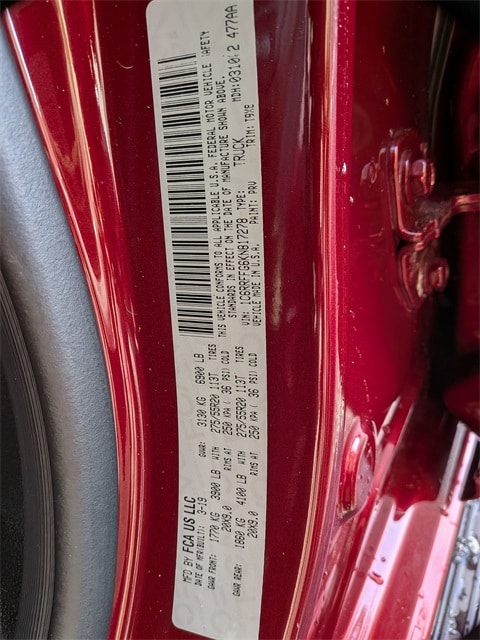 MFD BY FCA US LLC
DATE OF MFR(BUILT): 3-19 GVWR: 3130 KG 6900 LB
GAWR FRONT: 1770 KG 3900 LB WITH 275/55R20 113T TIRES
20X9.0 RIMS AT 250 KPA ( 36 PSI) COLD
GAWR REAR: 1860 KG 4100 LB WITH 275/55R20 113T TIRES
20X9.0 RIMS AT 250 KPA ( 36 PSI) COLD
THIS VEHICLE CONFORMS TO ALL APPLICABLE U.S.A. FEDERAL MOTOR VEHICLE SAFETY
STANDARDS IN EFFECT ON THE DATE OF MANUFACTURE SHOWN ABOVE.
VIN: 1C6RRFFG6KN817278 TYPE: TRUCK MDH: 477AA
VEHICLE MADE IN U.S.A. PAINT: PRV TRIM: T9X8